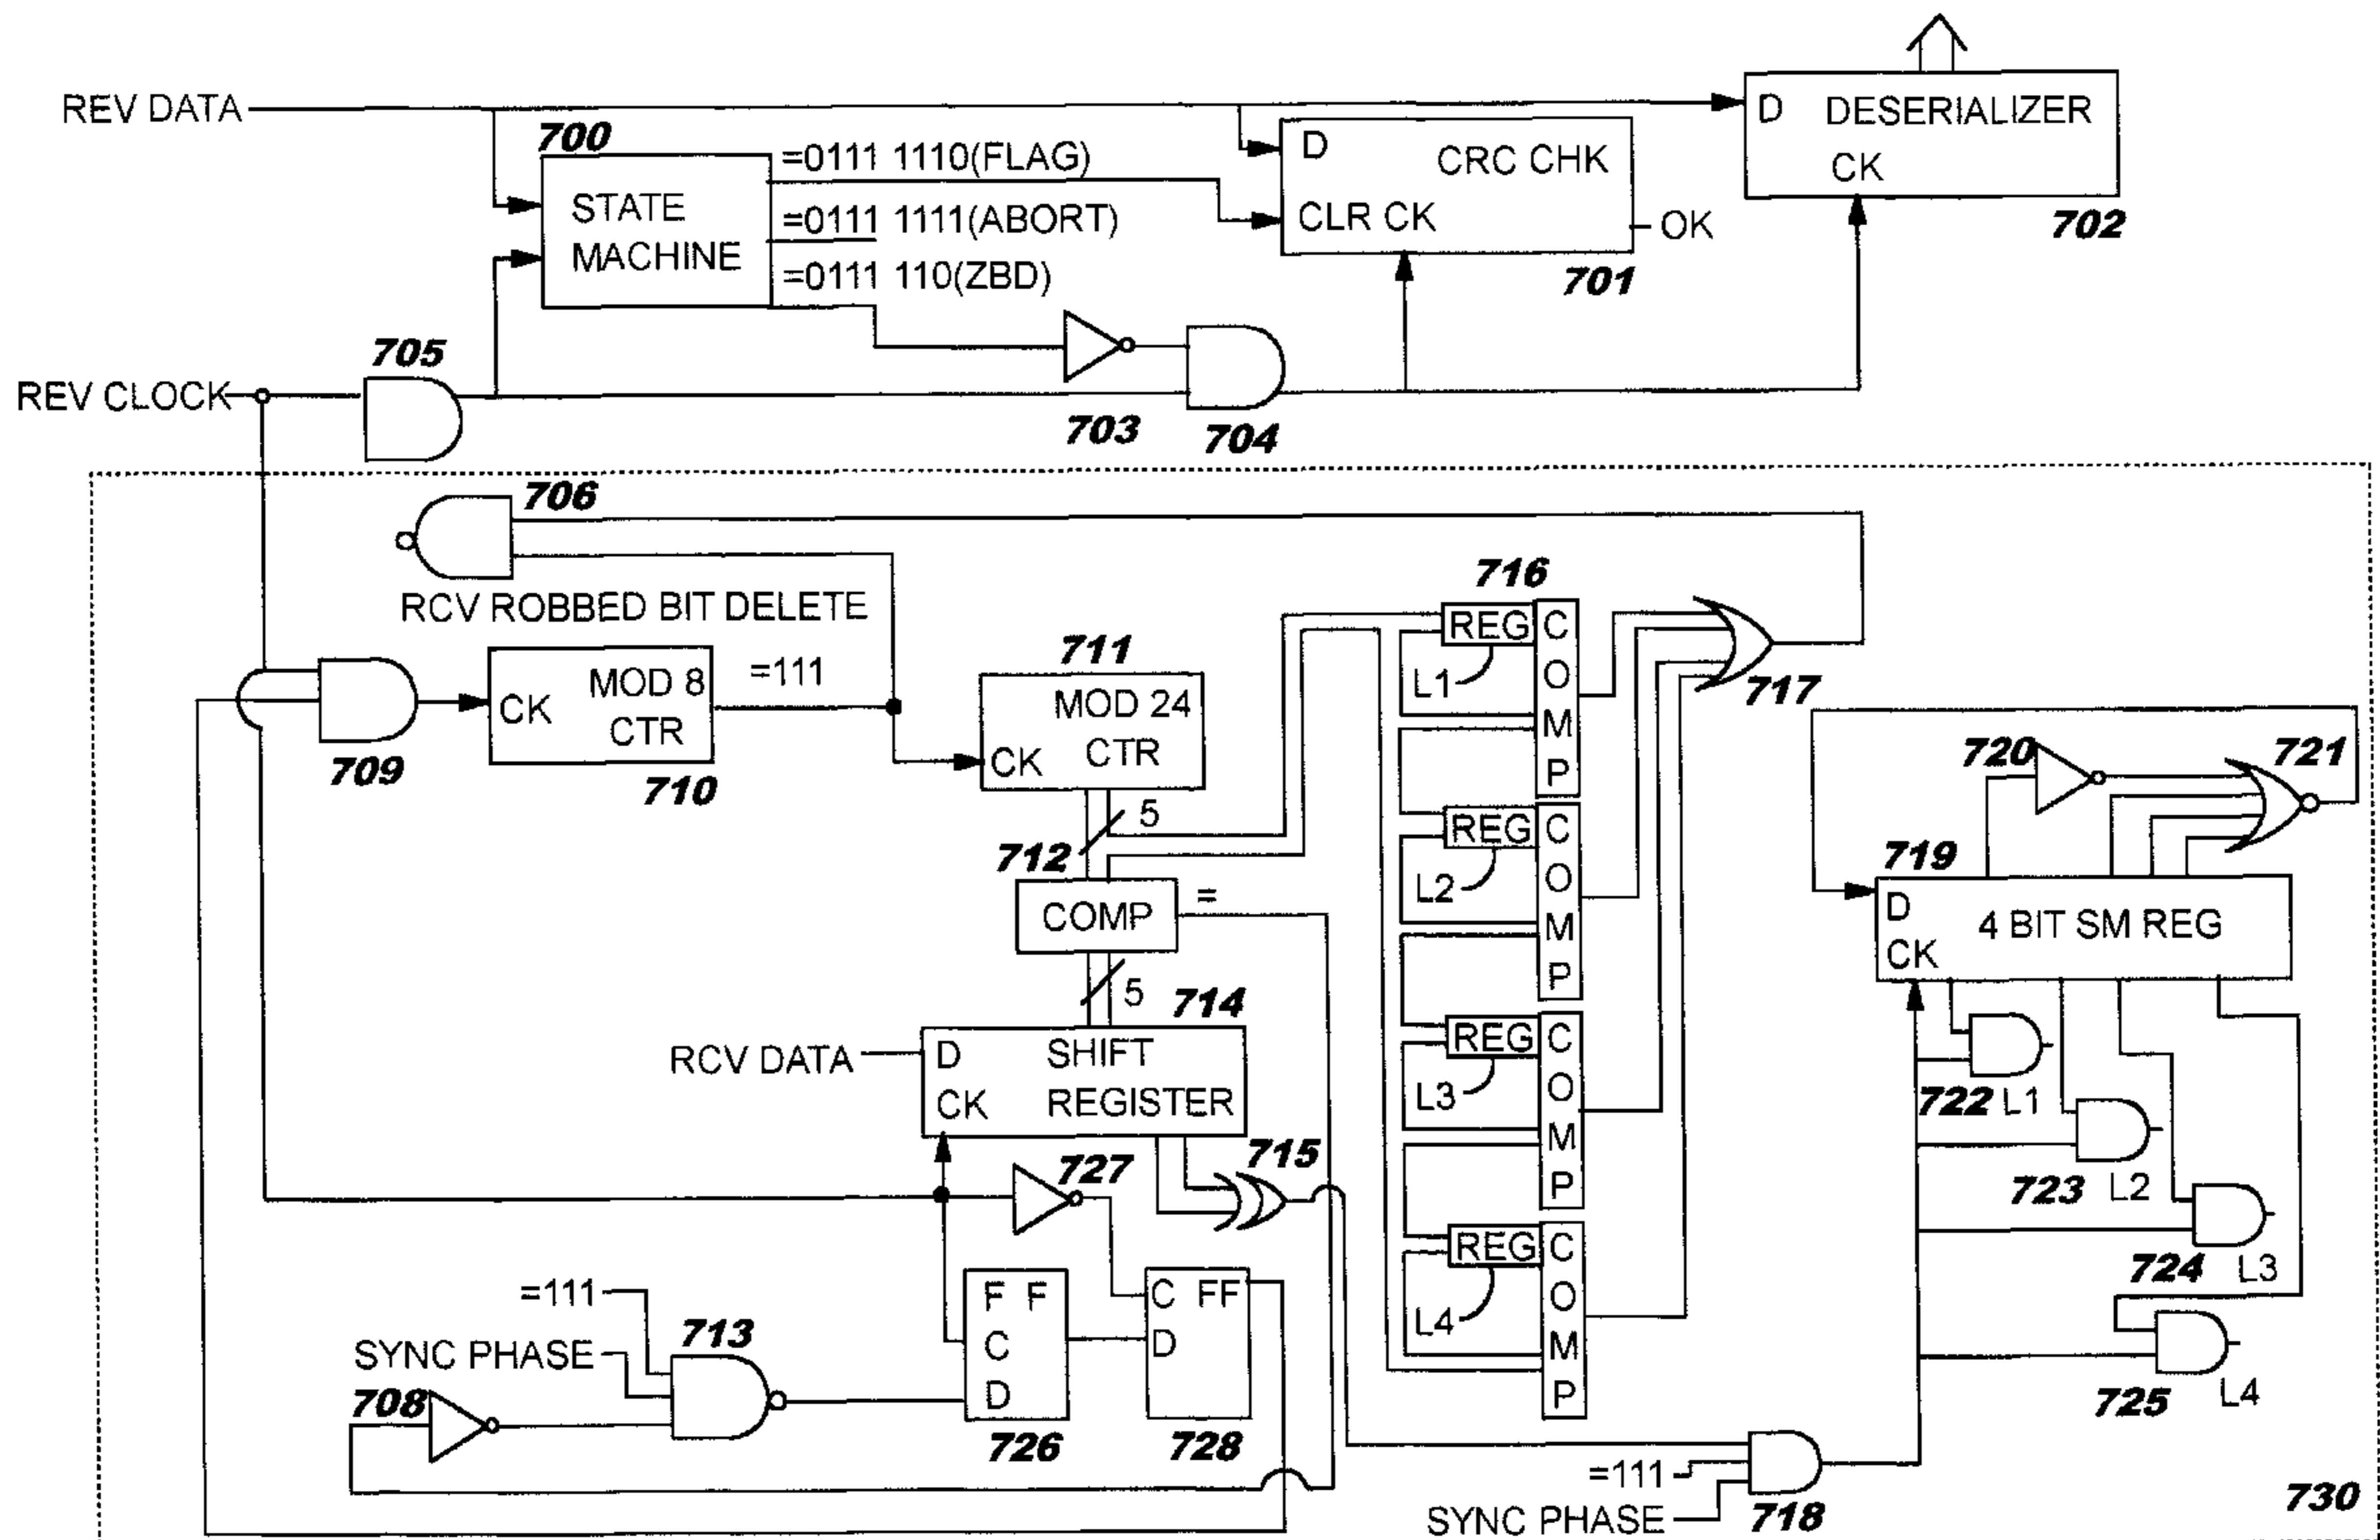 REV DATA
700
=0111 1110(FLAG)
STATE
MACHINE
=0111 1111(ABORT)
=0111 110(ZBD)
D
CRC CHK
CLR CK
OK
701
D
DESERIALIZER
CK
702
705
REV CLOCK
703
704
706
RCV ROBBED BIT DELETE
709
CK
MOD 8
CTR
=111
710
711
MOD 24
CK
CTR
5
712
COMP
=
5
714
RCV DATA
D
SHIFT
CK
REGISTER
715
727
=111
SYNC PHASE
713
708
F F
C
D
726
C FF
D
728
716
REG
COMP
L1
REG
COMP
L2
REG
COMP
L3
REG
COMP
L4
717
720
721
719
D
4 BIT SM REG
CK
722 L1
723 L2
724 L3
725 L4
=111
SYNC PHASE
718
730